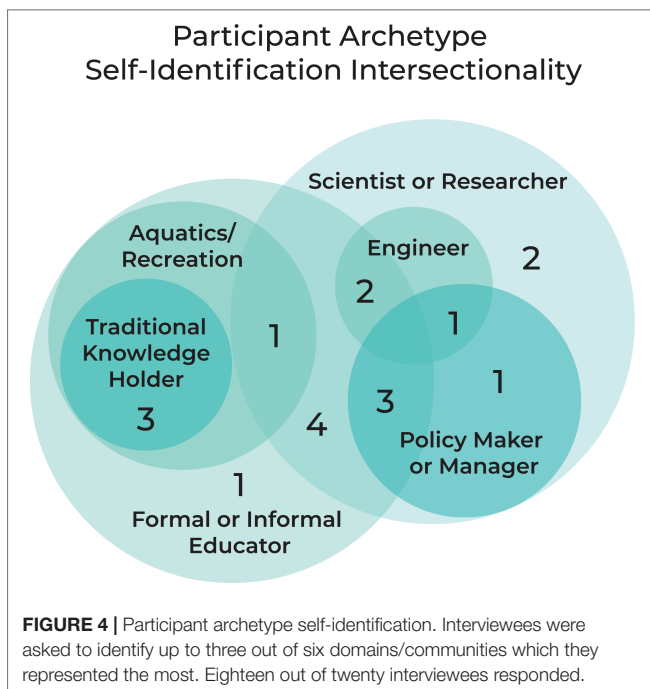 Participant Archetype
Self-Identification Intersectionality
Scientist or Researcher
Aquatics/
Recreation
Engineer
2
2
Traditional
Knowledge
Holder
1
1
1
3
3
4
Policy Maker
or Manager
1
Formal or Informal
Educator
FIGURE 4 | Participant archetype self-identification. Interviewees were
asked to identify up to three out of six domains/communities which they
represented the most. Eighteen out of twenty interviewees responded.